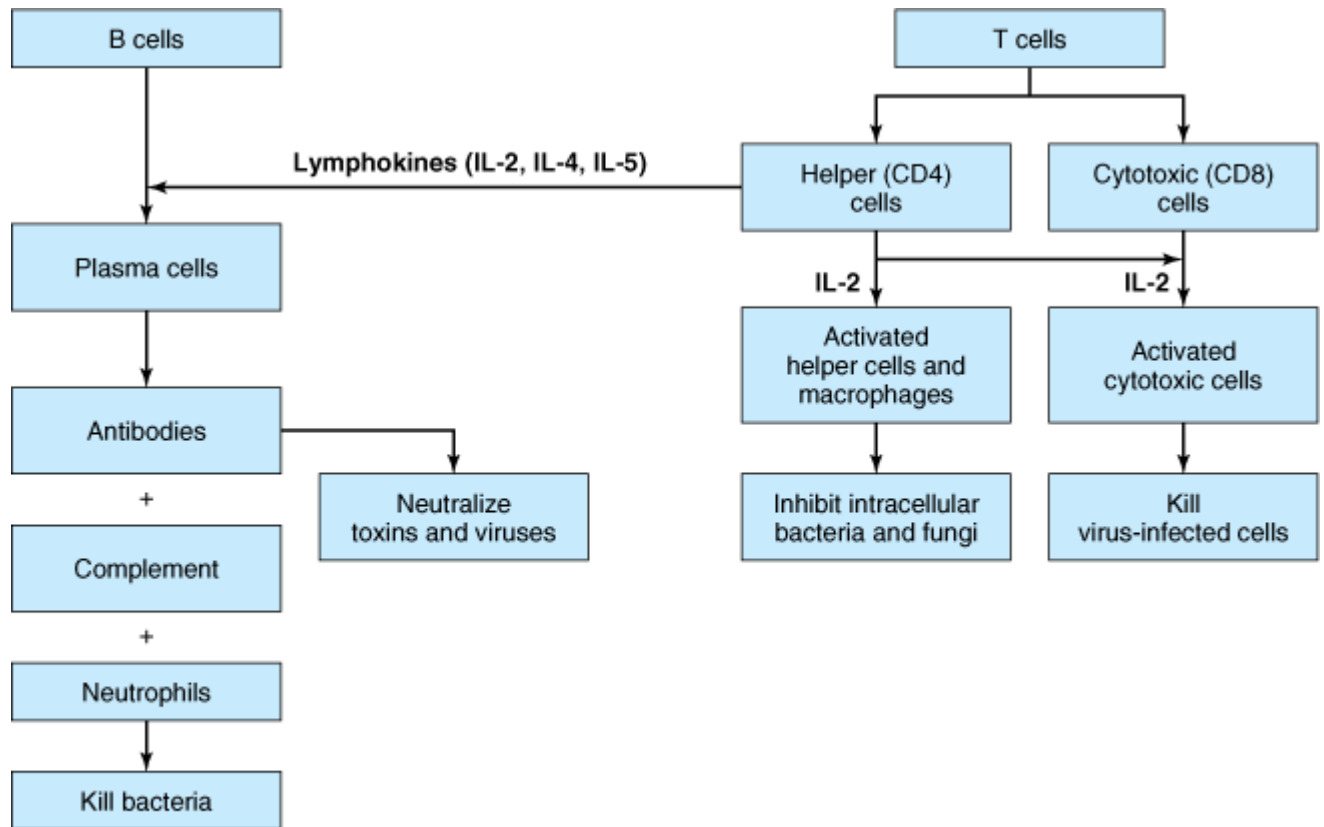 B cells
T cells
Lymphokines (IL-2, IL-4, IL-5)
Helper (CD4)
cells
Cytotoxic (CD8)
cells
Plasma cells
IL-2
IL-2
Activated
helper cells and
macrophages
Activated
cytotoxic cells
Antibodies
Neutralize
toxins and viruses
Inhibit intracellular
bacteria and fungi
Kill
virus-infected cells
+
Complement
+
Neutrophils
Kill bacteria